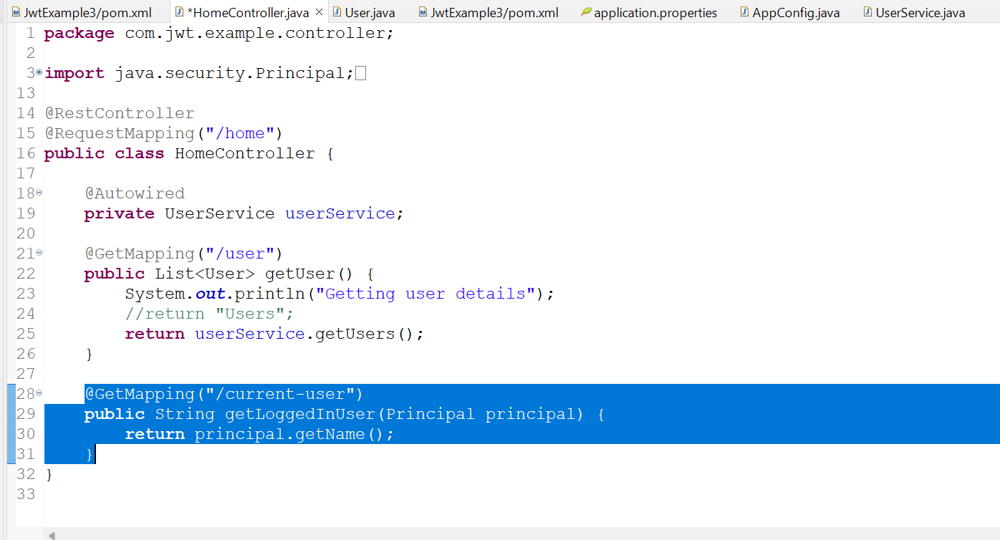 JwtExample3/pom.xml *HomeController.java User.java JwtExample3/pom.xml application.properties AppConfig.java UserService.java
1 package com.jwt.example.controller;
2
3 import java.security.Principal;
13
14 @RestController
15 @RequestMapping("/home")
16 public class HomeController {
17
18 @Autowired
19 private UserService userService;
20
21 @GetMapping("/user")
22 public List<User> getUser() {
23 System.out.println("Getting user details");
24 //return "Users";
25 return userService.getUsers();
26 }
27
28 @GetMapping("/current-user")
29 public String getLoggedInUser(Principal principal) {
30 return principal.getName();
31 }
32 }
33